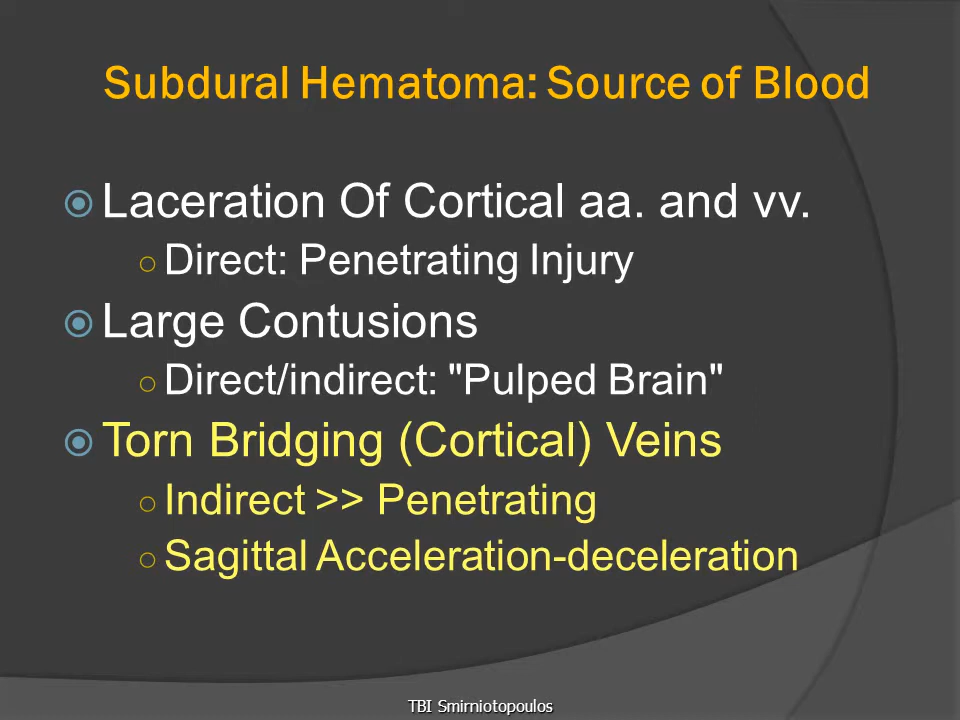 Subdural Hematoma: Source of Blood
Laceration Of Cortical aa. and vv.
Direct: Penetrating Injury
Large Contusions
Direct/indirect: "Pulped Brain"
Torn Bridging (Cortical) Veins
Indirect >> Penetrating
Sagittal Acceleration-deceleration
TBI Smirniotopoulos